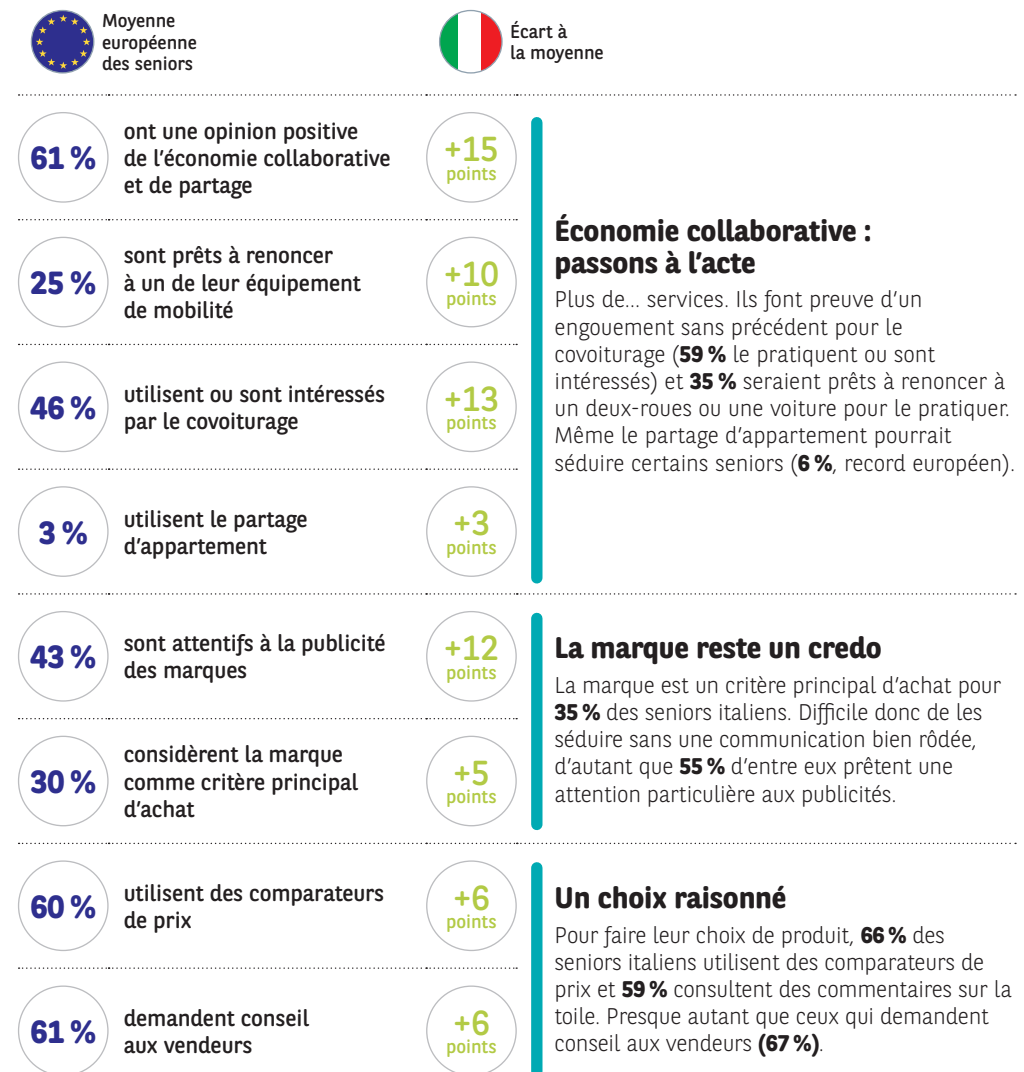 Moyenne
européenne
des seniors
Écart à
la moyenne
61 %
ont une opinion positive
de l'économie collaborative
et de partage
+15
points
25 %
sont prêts à renoncer
à un de leur équipement
de mobilité
+10
points
46 %
utilisent ou sont intéressés
par le covoiturage
+13
points
3 %
utilisent le partage
d'appartement
+3
points
Économie collaborative :
passons à l'acte
Plus de... services. Ils font preuve d'un
engouement sans précédent pour le
covoiturage (59 % le pratiquent ou sont
intéressés) et 35 % seraient prêts à renoncer à
un deux-roues ou une voiture pour le pratiquer.
Même le partage d'appartement pourrait
séduire certains seniors (6 %, record européen).
43 %
sont attentifs à la publicité
des marques
+12
points
30 %
considèrent la marque
comme critère principal
d'achat
+5
points
La marque reste un credo
La marque est un critère principal d'achat pour
35 % des seniors italiens. Difficile donc de les
séduire sans une communication bien rôdée,
d'autant que 55 % d'entre eux prêtent une
attention particulière aux publicités.
60 %
utilisent des comparateurs
de prix
+6
points
61 %
demandent conseil
aux vendeurs
+6
points
Un choix raisonné
Pour faire leur choix de produit, 66 % des
seniors italiens utilisent des comparateurs de
prix et 59 % consultent des commentaires sur la
toile. Presque autant que ceux qui demandent
conseil aux vendeurs (67 %).